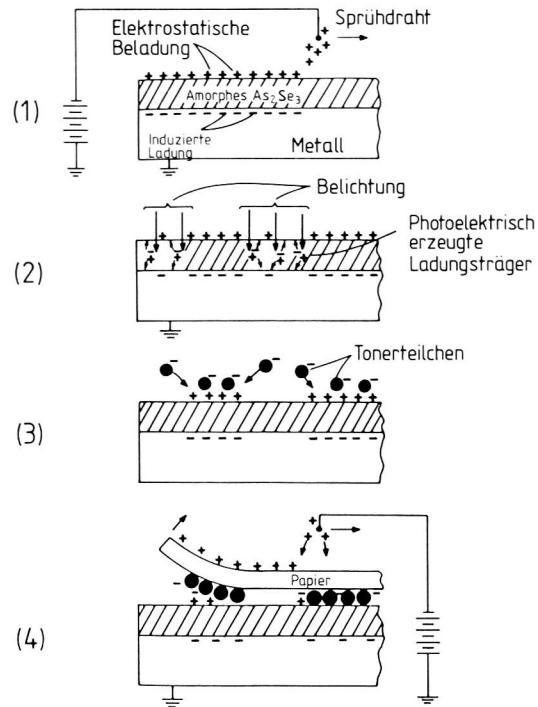 Sprühdraht
Elektrostatische
Beladung
(1)
Amorphes As₂Se₃
Induzierte
Ladung
Metall
Belichtung
Photoelektrisch
erzeugte
Ladungsträger
(2)
Tonerteilchen
(3)
Papier
(4)